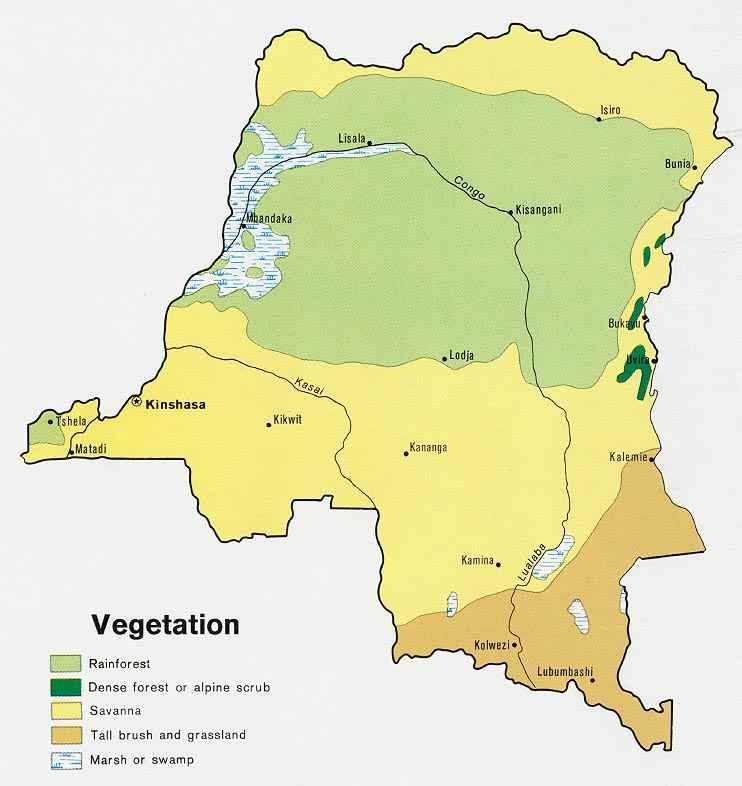 Isiro
Lisala
Bunia
Congo
Kisangani
Mbandaka
Bukavu
Lodja
Uvira
Kasai
Kinshasa
Tshela
Kikwit
Matadi
Kananga
Kalemie
Kamina
Lualaba
Kolwezi
Lubumbashi
Vegetation
Rainforest
Dense forest or alpine scrub
Savanna
Tall brush and grassland
Marsh or swamp